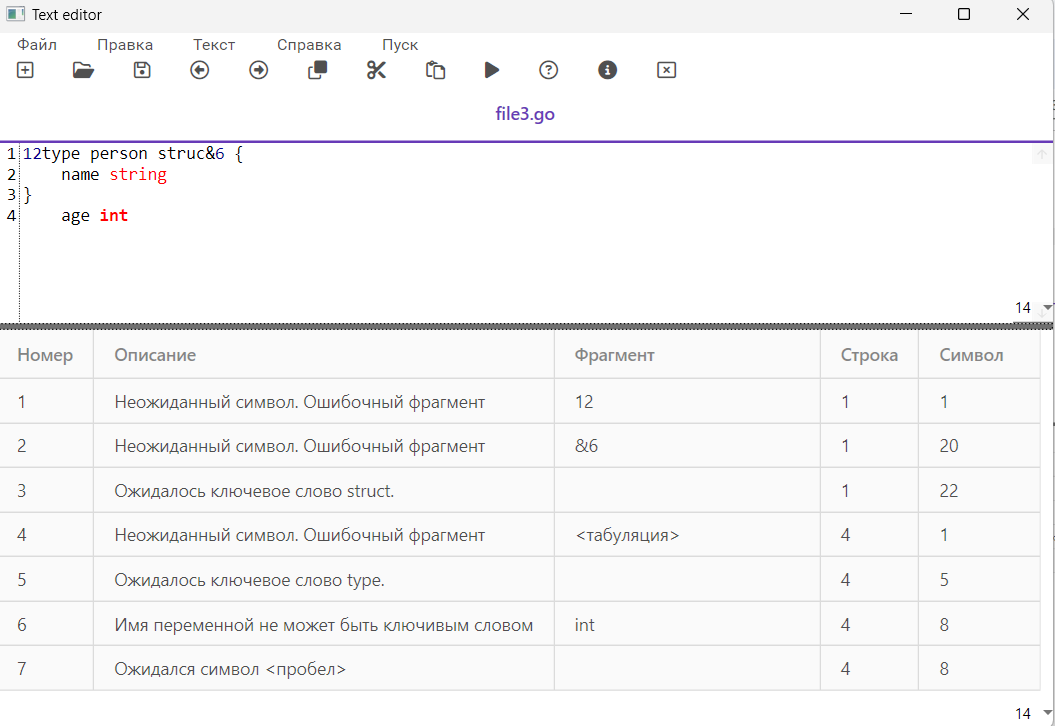 Text editor
Файл Правка Текст Справка Пуск
file3.go
1 12type person struc&6 {
2 name string
3 }
4 age int
14
Номер Описание Фрагмент Строка Символ
1 Неожиданный символ. Ошибочный фрагмент 12 1 1
2 Неожиданный символ. Ошибочный фрагмент &6 1 20
3 Ожидалось ключевое слово struct. 1 22
4 Неожиданный символ. Ошибочный фрагмент <табуляция> 4 1
5 Ожидалось ключевое слово type. 4 5
6 Имя переменной не может быть ключивым словом int 4 8
7 Ожидался символ <пробел> 4 8
14